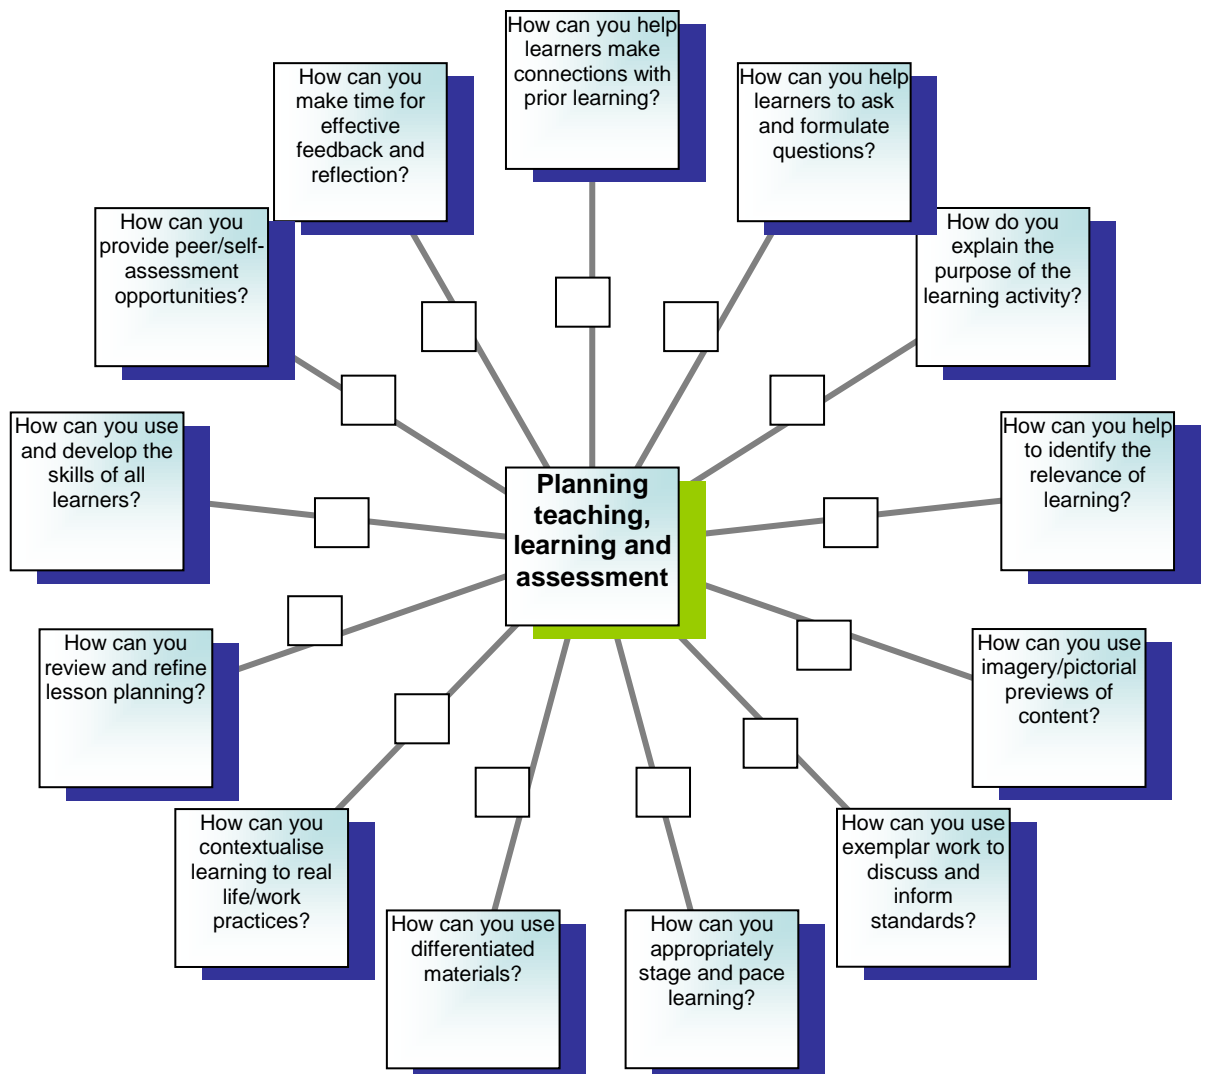 How can you help
learners make
connections with
prior learning?
How can you help
learners to ask
and formulate
questions?
How do you
explain the
purpose of the
learning activity?
How can you help
to identify the
relevance of
learning?
How can you use
imagery/pictorial
previews of
content?
How can you use
exemplar work to
discuss and
inform
standards?
How can you
appropriately
stage and pace
learning?
How can you use
differentiated
materials?
How can you
contextualise
learning to real
life/work
practices?
How can you
review and refine
lesson planning?
How can you use
and develop the
skills of all
learners?
How can you
provide peer/self-
assessment
opportunities?
How can you
make time for
effective
feedback and
reflection?
Planning
teaching,
learning and
assessment